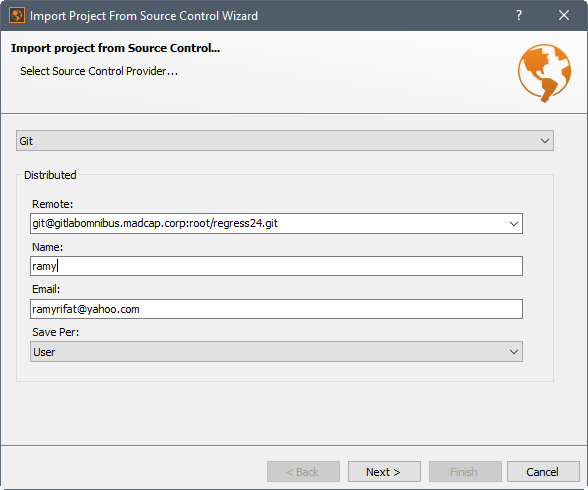 Import Project From Source Control Wizard
Import project from Source Control...
Select Source Control Provider...
Git
Distributed
Remote:
git@gitlabomnibus.madcap.corp:root/regress24.git
Name:
ramy
Email:
ramyrifat@yahoo.com
Save Per:
User
< Back Next > Finish Cancel